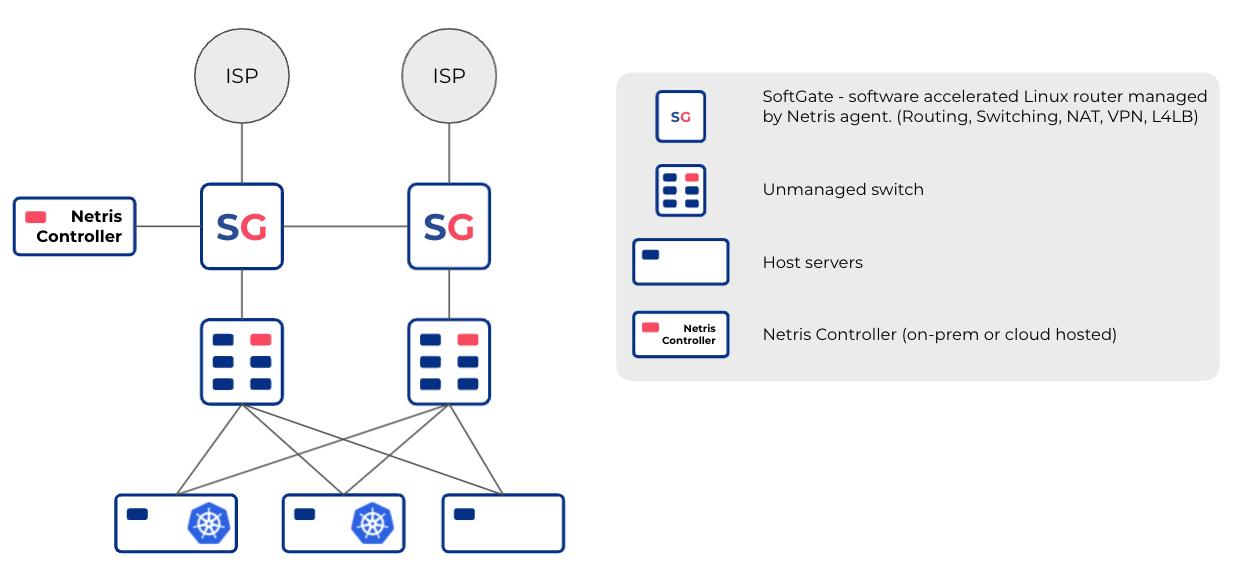 ISP
ISP
SG
SG
Netris
Controller
SG
SoftGate - software accelerated Linux router managed
by Netris agent. (Routing, Switching, NAT, VPN, L4LB)
Unmanaged switch
Host servers
Netris
Controller
Netris Controller (on-prem or cloud hosted)